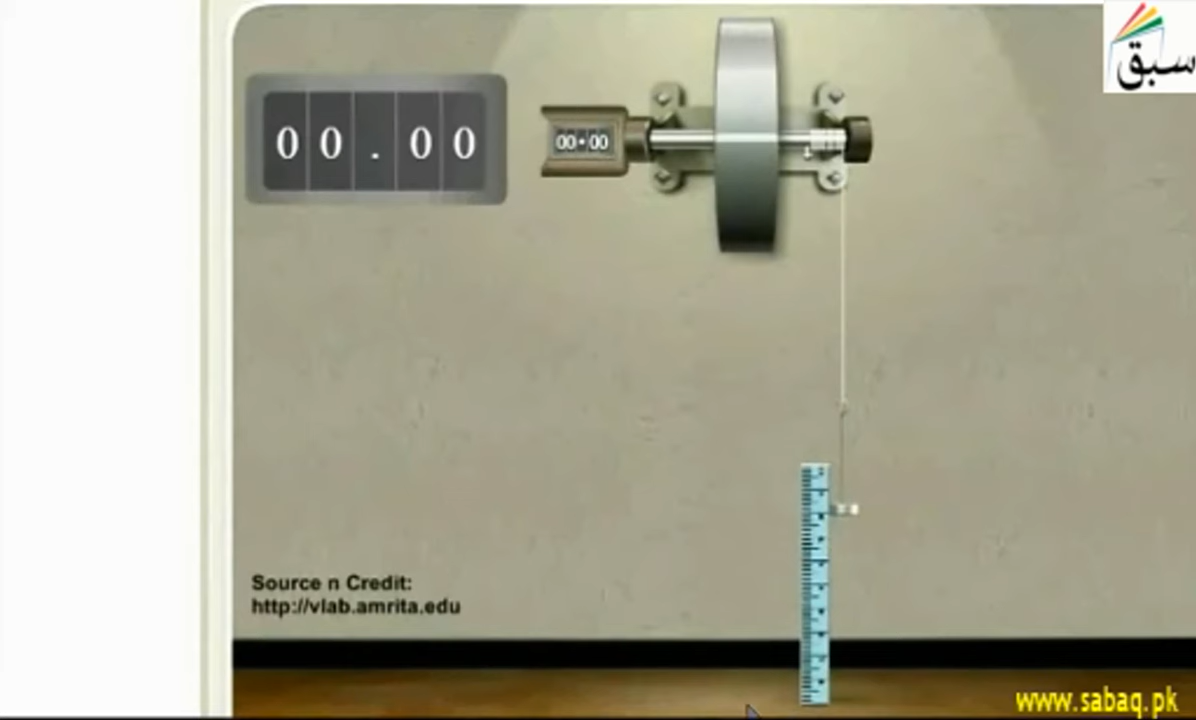 سبق
00.00
00•00
Source n Credit:
http://vlab.amrita.edu
www.sabaq.pk